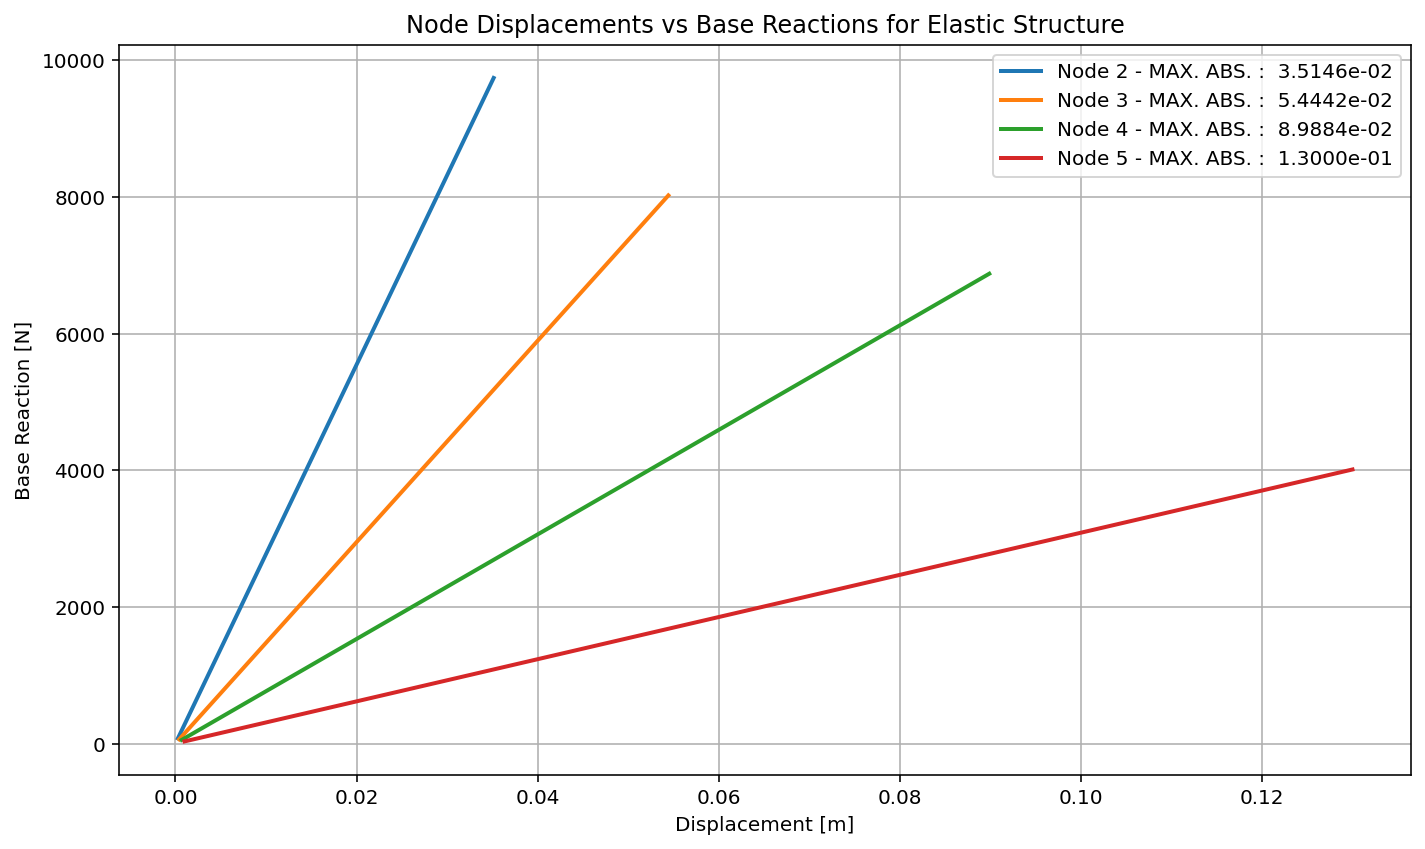 Node Displacements vs Base Reactions for Elastic Structure
Node 2 - MAX. ABS. :  3.5146e-02
Node 3 - MAX. ABS. :  5.4442e-02
Node 4 - MAX. ABS. :  8.9884e-02
Node 5 - MAX. ABS. :  1.3000e-01
Base Reaction [N]
10000
8000
6000
4000
2000
0
0.00 0.02 0.04 0.06 0.08 0.10 0.12
Displacement [m]